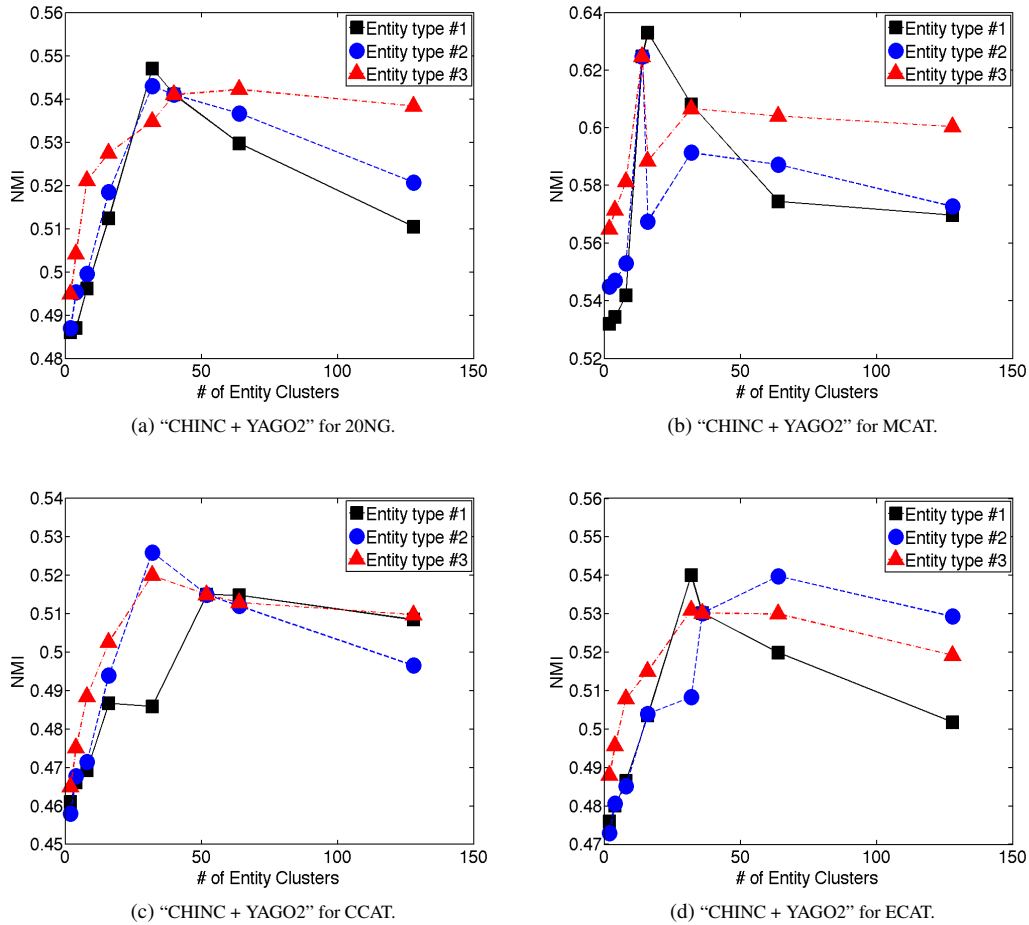 0.56
0.55
0.54
0.53
0.52
0.51
0.5
0.49
0.48
NMI
0 50 100 150
# of Entity Clusters
Entity type #1
Entity type #2
Entity type #3
(a) “CHINC + YAGO2” for 20NG.
0.64
0.62
0.6
0.58
0.56
0.54
0.52
NMI
0 50 100 150
# of Entity Clusters
Entity type #1
Entity type #2
Entity type #3
(b) “CHINC + YAGO2” for MCAT.
0.54
0.53
0.52
0.51
0.5
0.49
0.48
0.47
0.46
0.45
NMI
0 50 100 150
# of Entity Clusters
Entity type #1
Entity type #2
Entity type #3
(c) “CHINC + YAGO2” for CCAT.
0.56
0.55
0.54
0.53
0.52
0.51
0.5
0.49
0.48
0.47
NMI
0 50 100 150
# of Entity Clusters
Entity type #1
Entity type #2
Entity type #3
(d) “CHINC + YAGO2” for ECAT.